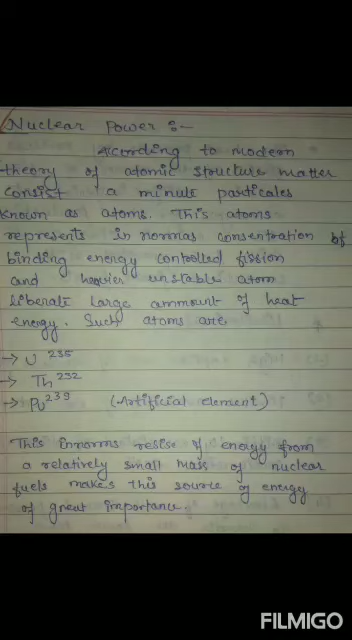 Nuclear Power :-
According to modern
theory of atomic structure matter
consist a minute particales
known as atoms. This atoms
represents in normas consentration of
binding energy controlled fission
and heavier unstable atom
liberate large ammount of heat
energy. Such atoms are.
→ U 235
→ Th 232
→ PU 239 (Artificial element)
This innorms resise of energy from
a relatively small mass of nuclear
fuels makes this source of energy
of great importance.
FILMIGO